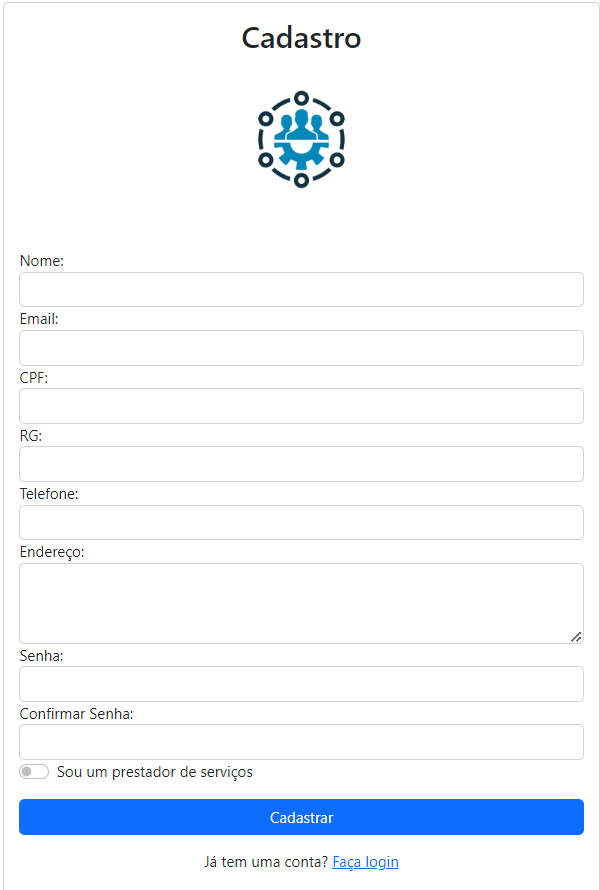 Cadastro
Nome:
Email:
CPF:
RG:
Telefone:
Endereço:
Senha:
Confirmar Senha:
Sou um prestador de serviços
Cadastrar
Já tem uma conta? Faça login